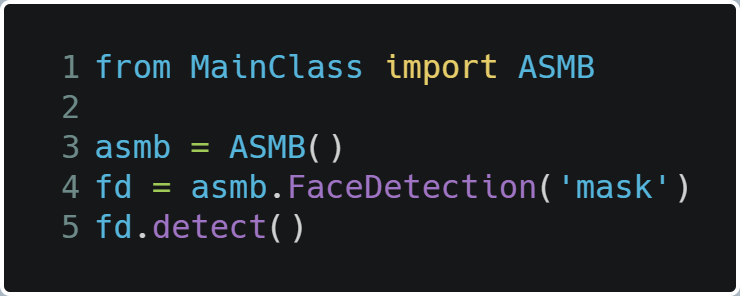 1 from MainClass import ASMB
2
3 asmb = ASMB()
4 fd = asmb.FaceDetection('mask')
5 fd.detect()